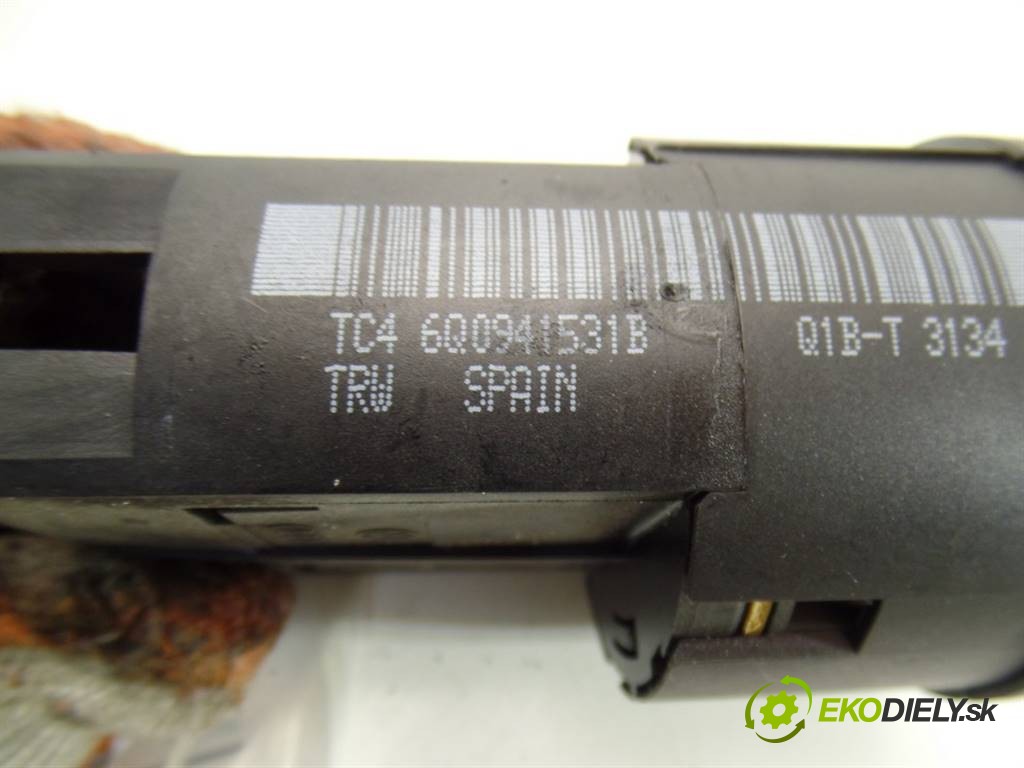 TC4 6Q0941531B Q1B-T 3134
TRW SPAIN
EKODIELY.sk